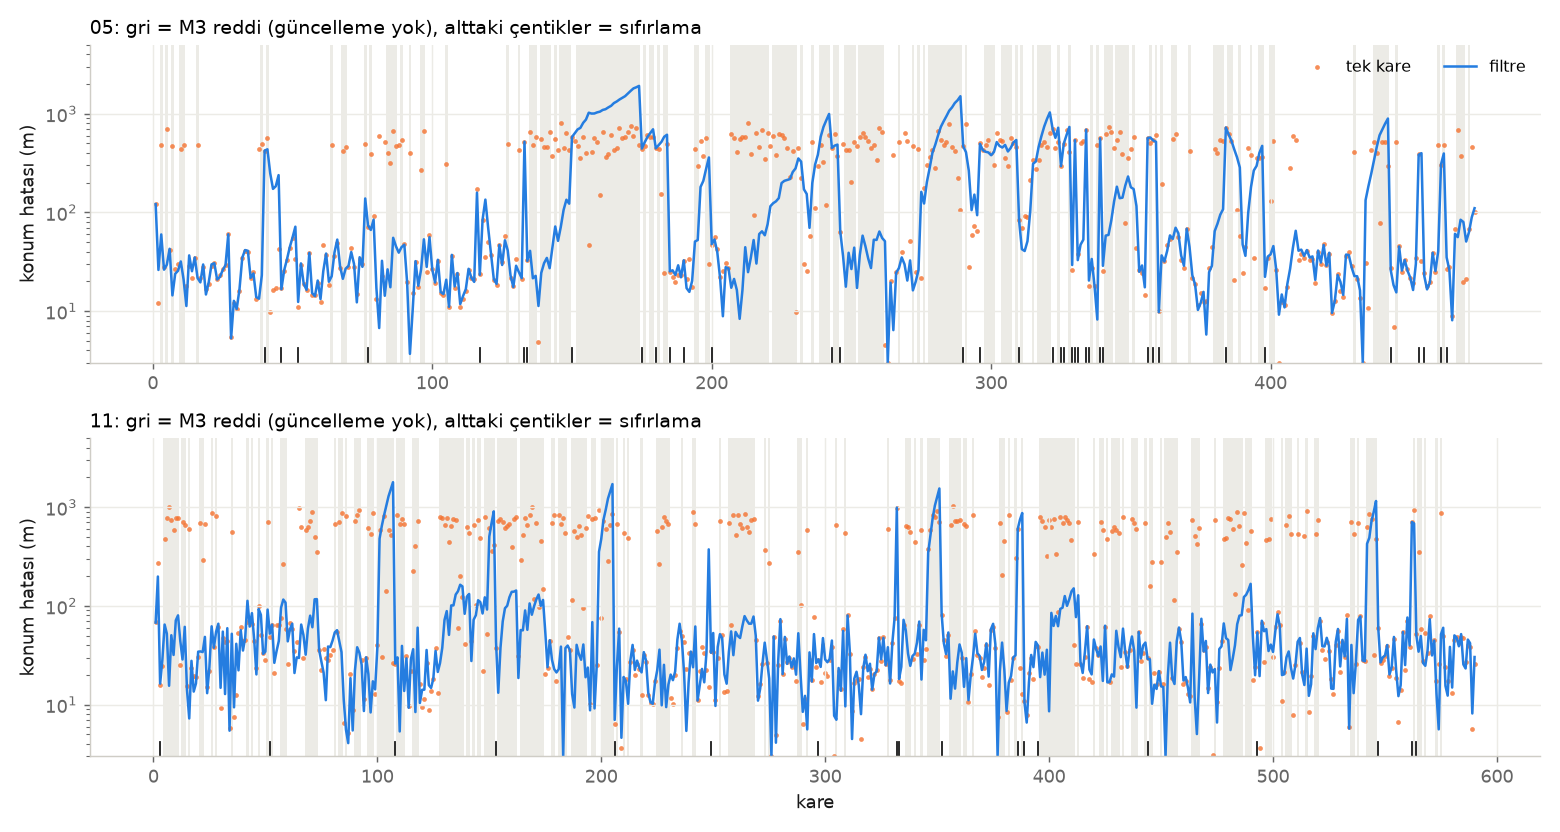 05: gri = M3 reddi (güncelleme yok), alttaki çentikler = sıfırlama
tek kare
filtre
konum hatası (m)
10³
10²
10¹
0
100
200
300
400
11: gri = M3 reddi (güncelleme yok), alttaki çentikler = sıfırlama
konum hatası (m)
10³
10²
10¹
0
100
200
300
400
500
600
kare